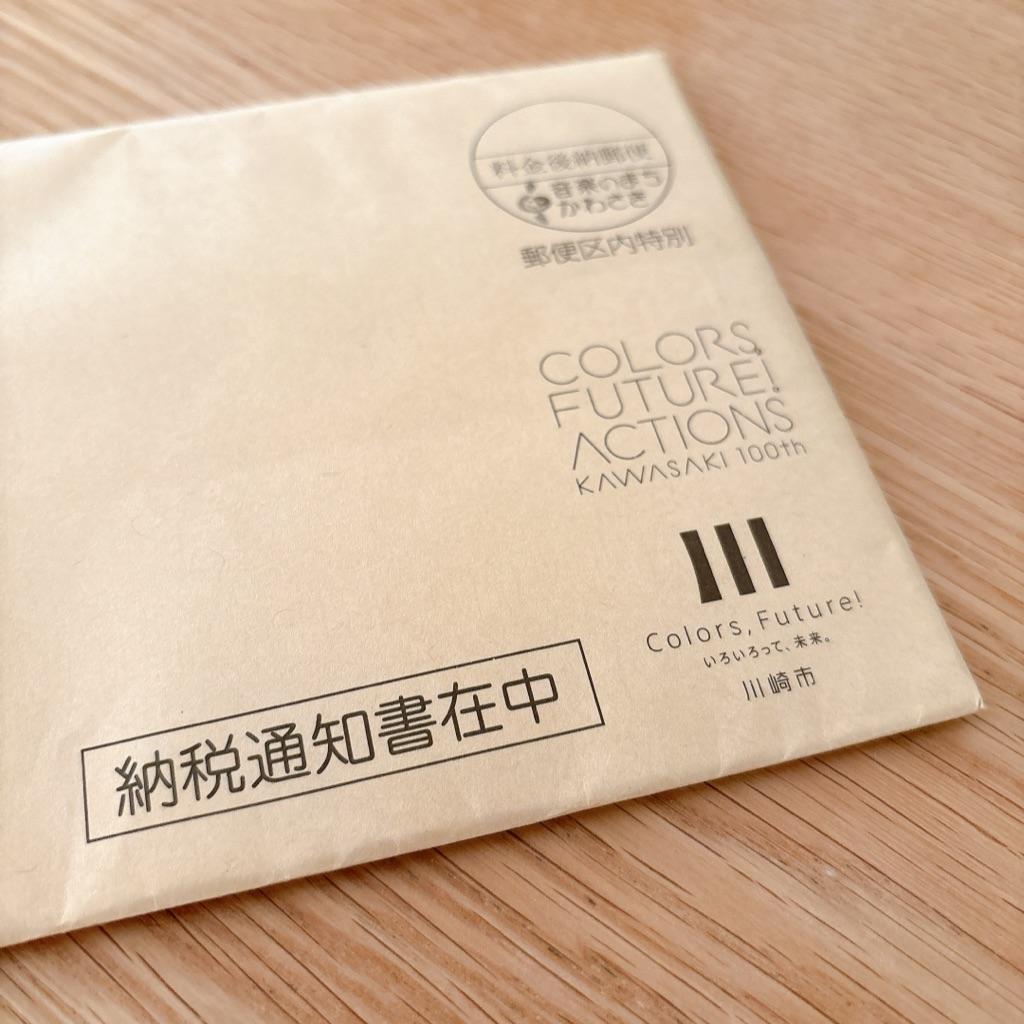 料金後納郵便
音楽のまち
かわさき
郵便区内特別
COLORS,
FUTURE!
ACTIONS
KAWASAKI 100th
Colors, Future!
いろいろって、未来。
川崎市
納税通知書在中